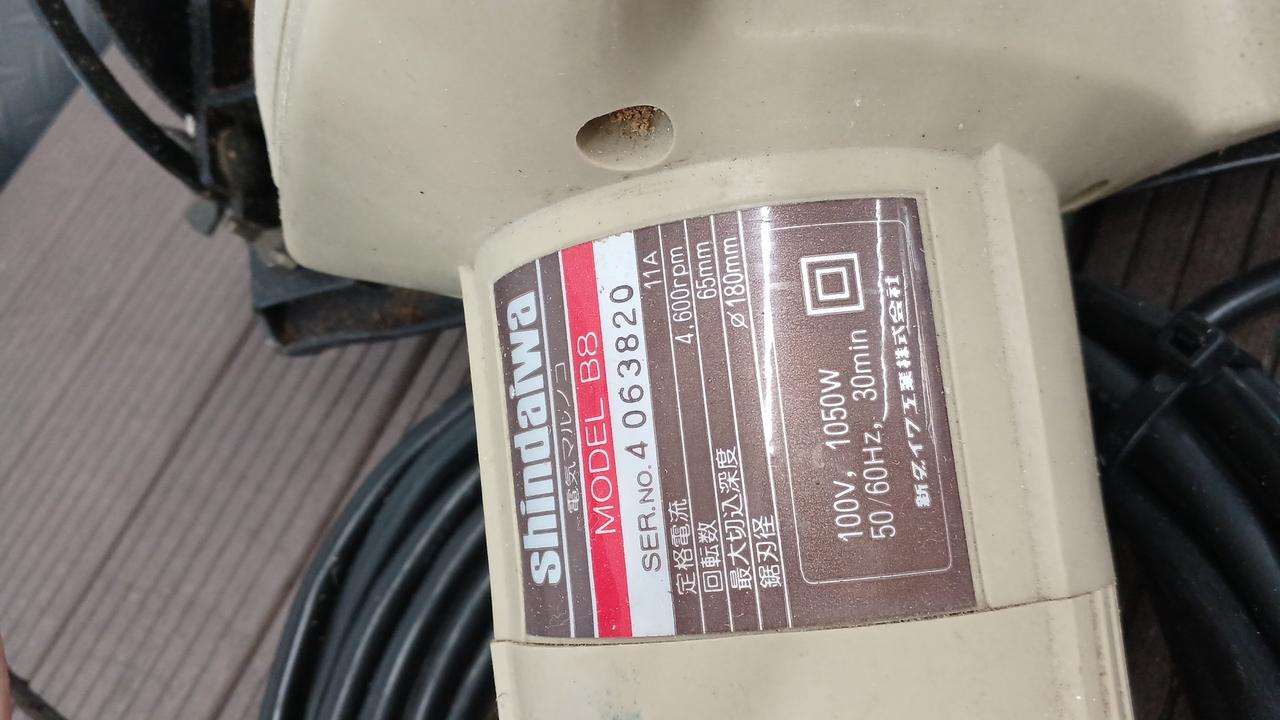 shindaiwa
電気マルノコ
MODEL B8
SER.NO. 4063820
定格電流 11A
回転数 4,600rpm
最大切込深度 65mm
鋸刃径 ⌀180mm
100V, 1050W
50/60Hz, 30min
新ダイワ工業株式会社